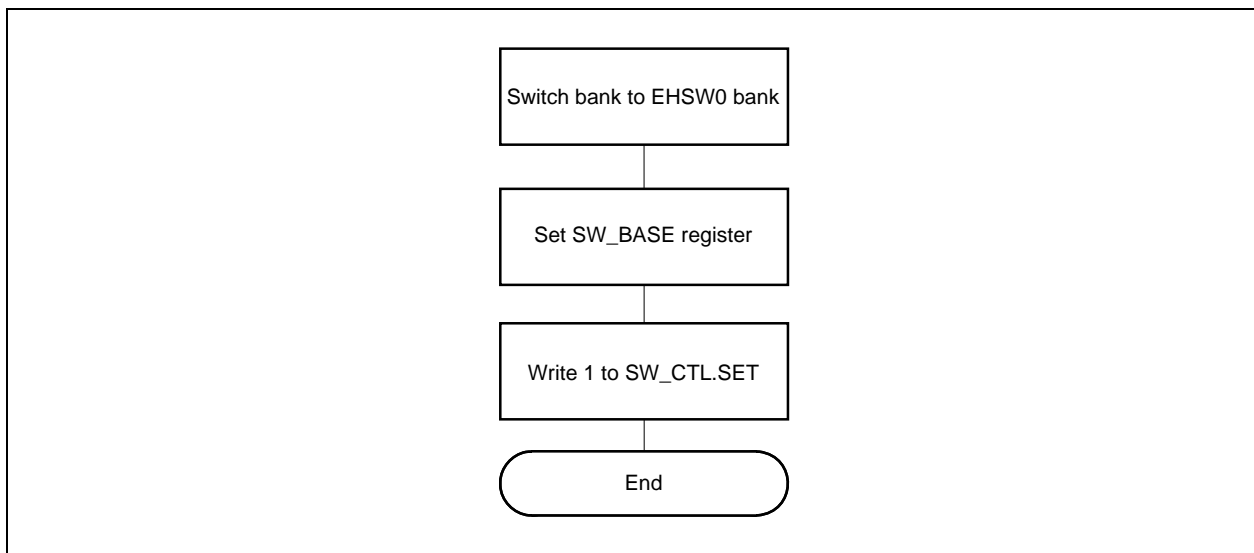 Switch bank to EHSW0 bank
Set SW_BASE register
Write 1 to SW_CTL.SET
End